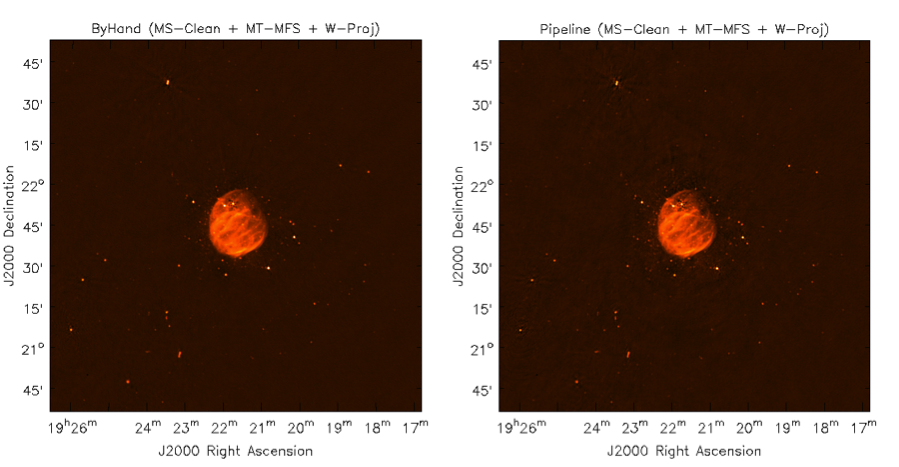 ByHand (MS-Clean + MT-MFS + W-Proj)
45'
30'
15'
22°
45'
30'
15'
21°
45'
J2000 Declination
19ʰ26ᵐ 24ᵐ 23ᵐ 22ᵐ 21ᵐ 20ᵐ 19ᵐ 18ᵐ 17ᵐ
J2000 Right Ascension
Pipeline (MS-Clean + MT-MFS + W-Proj)
45'
30'
15'
22°
45'
30'
15'
21°
45'
J2000 Declination
19ʰ26ᵐ 24ᵐ 23ᵐ 22ᵐ 21ᵐ 20ᵐ 19ᵐ 18ᵐ 17ᵐ
J2000 Right Ascension